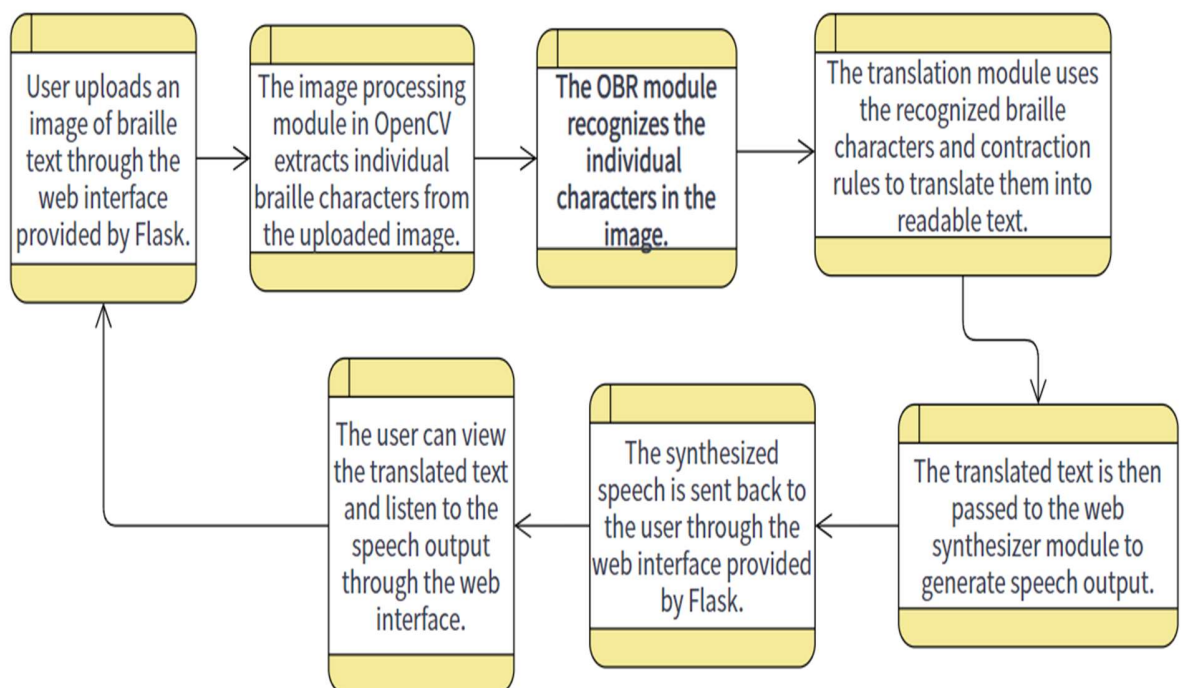 User uploads an
image of braille
text through the
web interface
provided by Flask.
The image processing
module in OpenCV
extracts individual
braille characters from
the uploaded image.
The OBR module
recognizes the
individual
characters in the
image.
The translation module uses
the recognized braille
characters and contraction
rules to translate them into
readable text.
The translated text is then
passed to the web
synthesizer module to
generate speech output.
The synthesized
speech is sent back to
the user through the
web interface provided
by Flask.
The user can view
the translated text
and listen to the
speech output
through the web
interface.